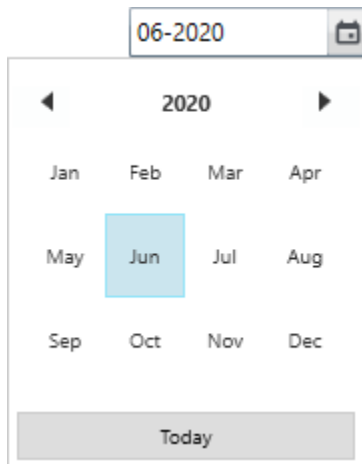 06-2020
2020
Jan Feb Mar Apr
May Jun Jul Aug
Sep Oct Nov Dec
Today